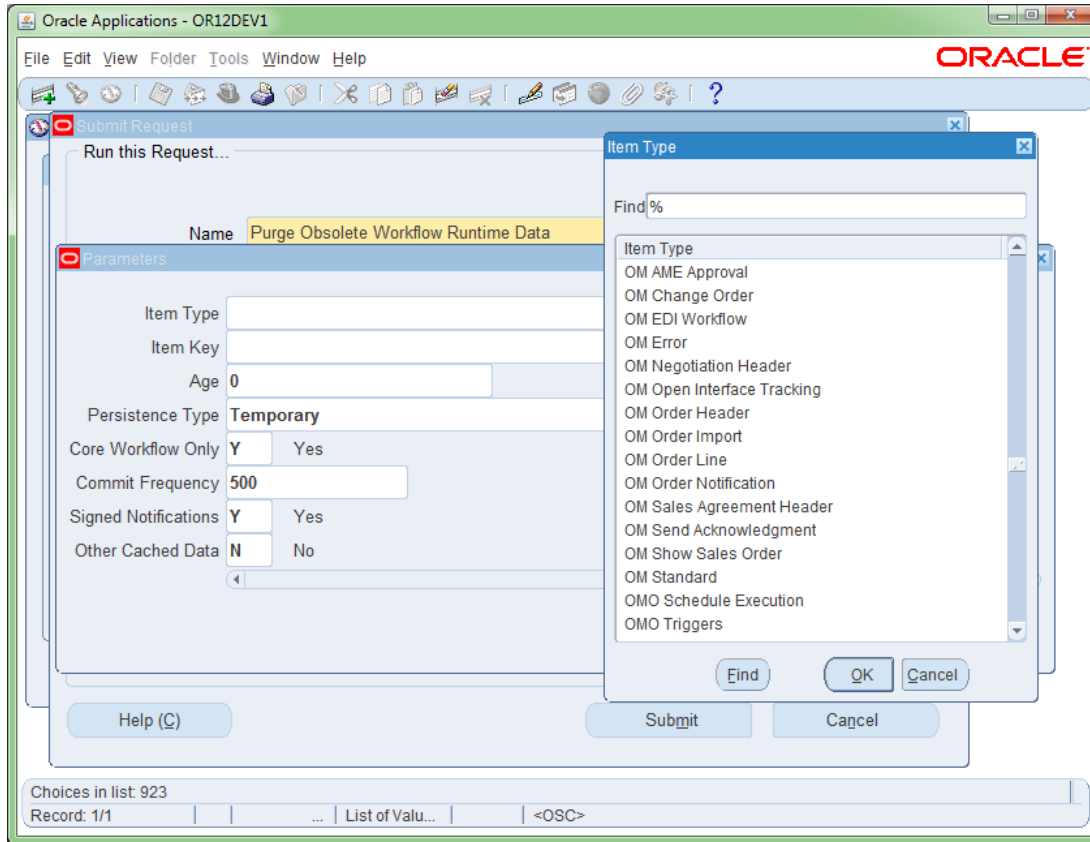 Oracle Applications - OR12DEV1
File Edit View Folder Tools Window Help
ORACLE
Submit Request
Run this Request...
Name Purge Obsolete Workflow Runtime Data
Parameters
Item Type
Item Key
Age 0
Persistence Type Temporary
Core Workflow Only Y Yes
Commit Frequency 500
Signed Notifications Y Yes
Other Cached Data N No
Item Type
Find %
Item Type
OM AME Approval
OM Change Order
OM EDI Workflow
OM Error
OM Negotiation Header
OM Open Interface Tracking
OM Order Header
OM Order Import
OM Order Line
OM Order Notification
OM Sales Agreement Header
OM Send Acknowledgment
OM Show Sales Order
OM Standard
OMO Schedule Execution
OMO Triggers
Find OK Cancel
Help (C) Submit Cancel
Choices in list: 923
Record: 1/1 ... List of Valu... <OSC>